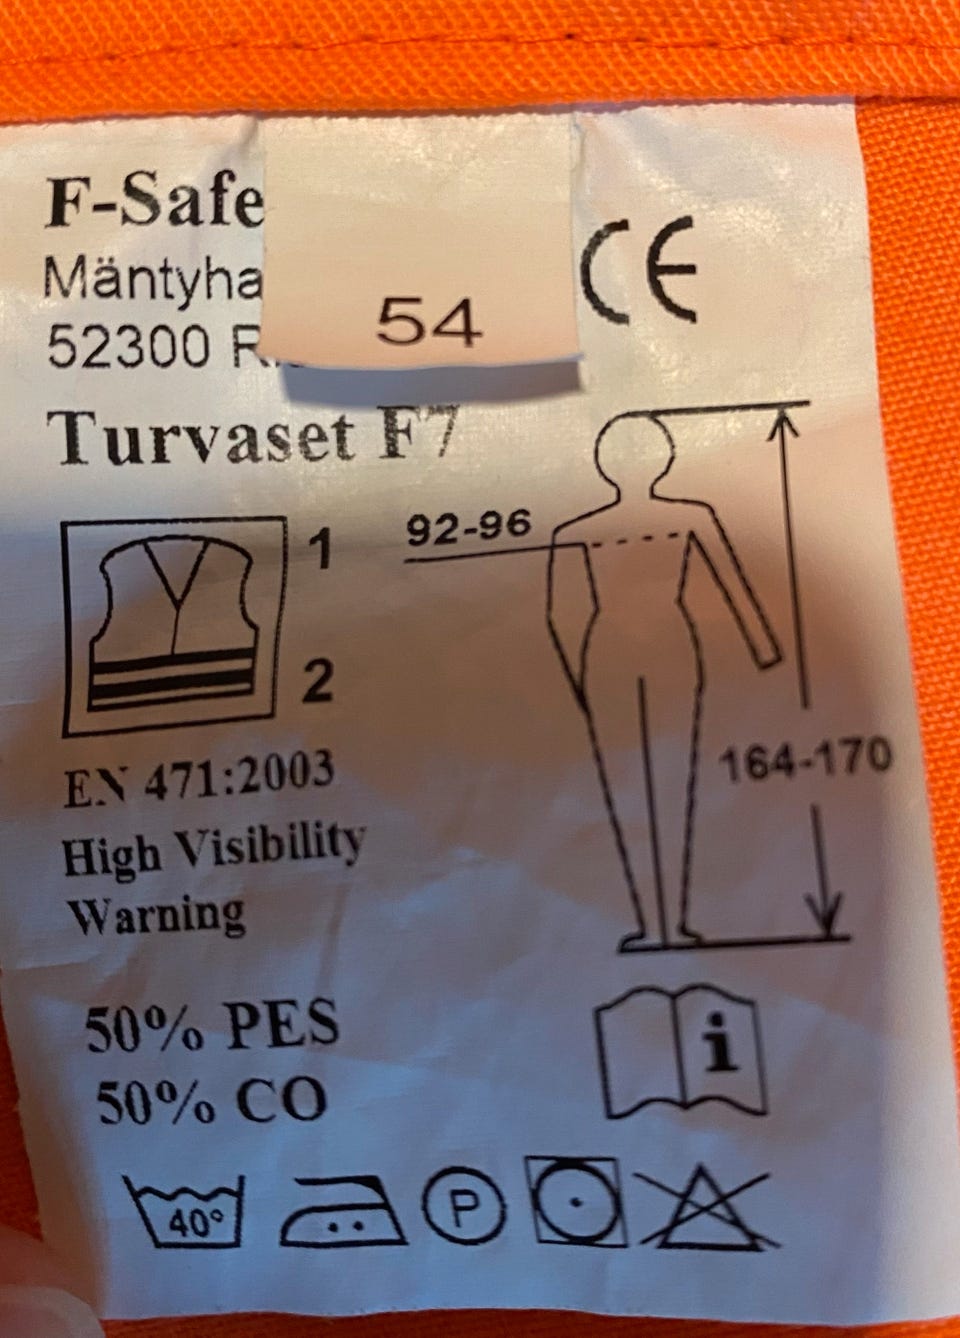 F-Safe
Mäntyha
52300
54
CE
Turvaset F7
92-96
1
2
164-170
EN 471:2003
High Visibility
Warning
50% PES
50% CO
i
40°
P